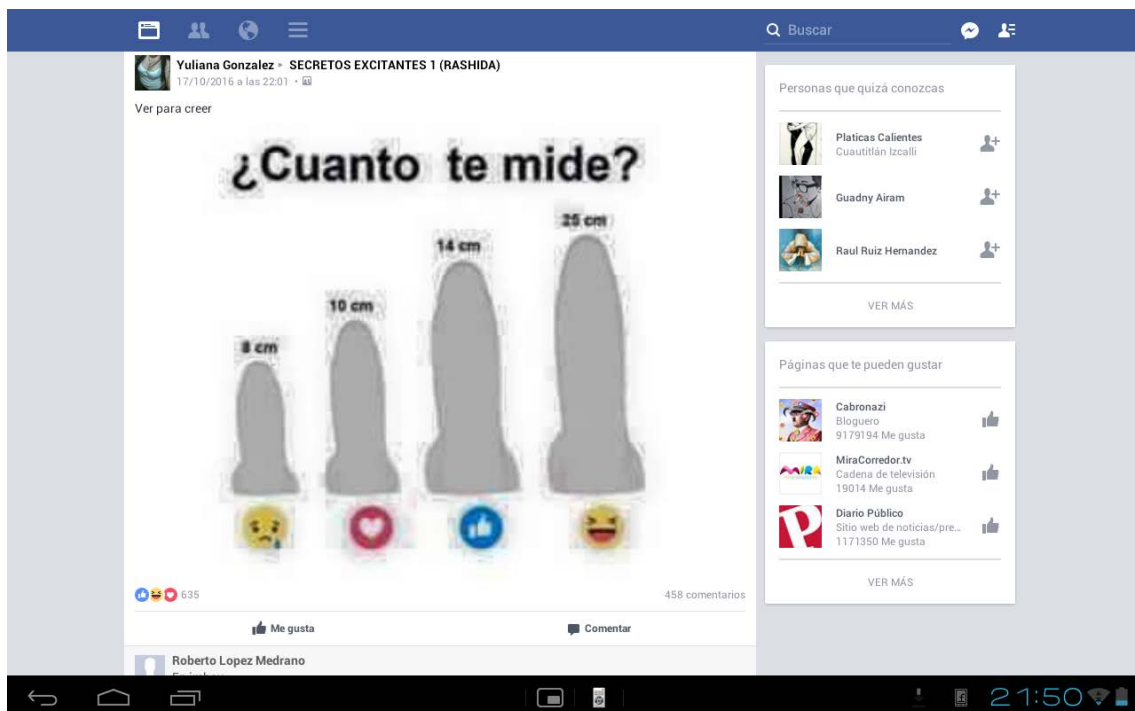 Buscar
Yuliana Gonzalez ▸ SECRETOS EXCITANTES 1 (RASHIDA)
17/10/2016 a las 22:01 ·
Ver para creer
¿Cuanto te mide?
8 cm
10 cm
14 cm
25 cm
635
458 comentarios
Me gusta
Comentar
Roberto Lopez Medrano
Personas que quizá conozcas
Platicas Calientes
Cuautitlán Izcalli
Guadny Airam
Raul Ruiz Hernandez
VER MÁS
Páginas que te pueden gustar
Cabronazi
Bloguero
9179194 Me gusta
MiraCorredor.tv
Cadena de televisión
19014 Me gusta
Diario Público
Sitio web de noticias/pre...
1171350 Me gusta
VER MÁS
21:50